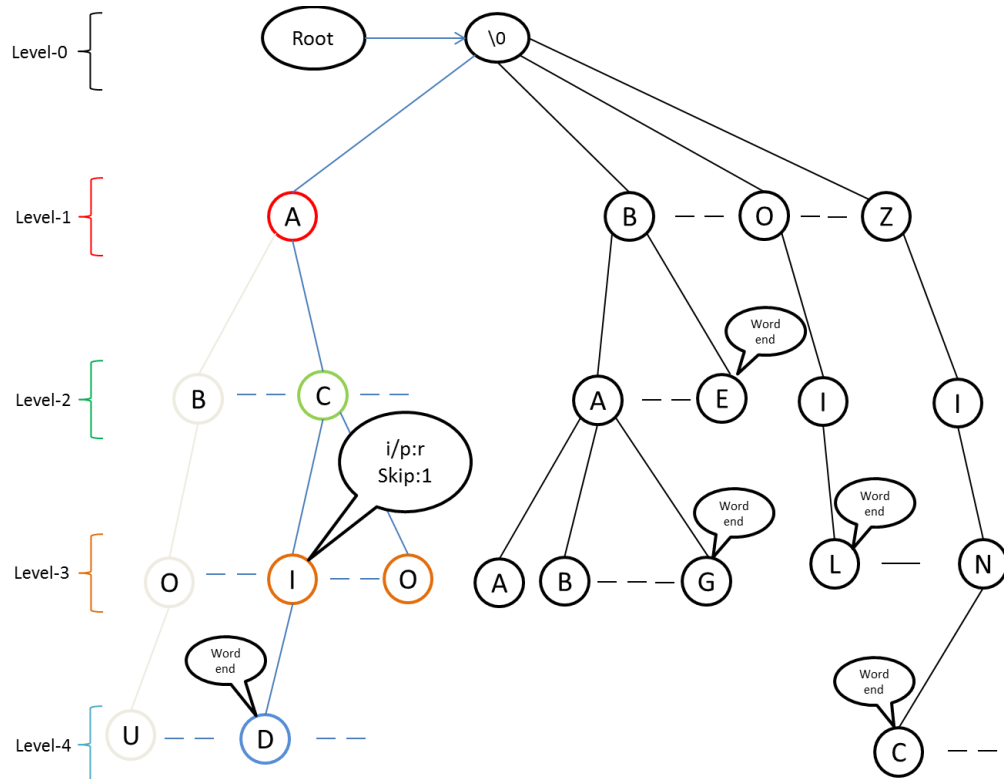 Level-0
Root
\0
Level-1
A
B
O
Z
Word
end
Level-2
B
C
A
E
I
I
i/p:r
Skip:1
Word
end
Word
end
Level-3
O
I
O
A
B
G
L
N
Word
end
Word
end
Level-4
U
D
C